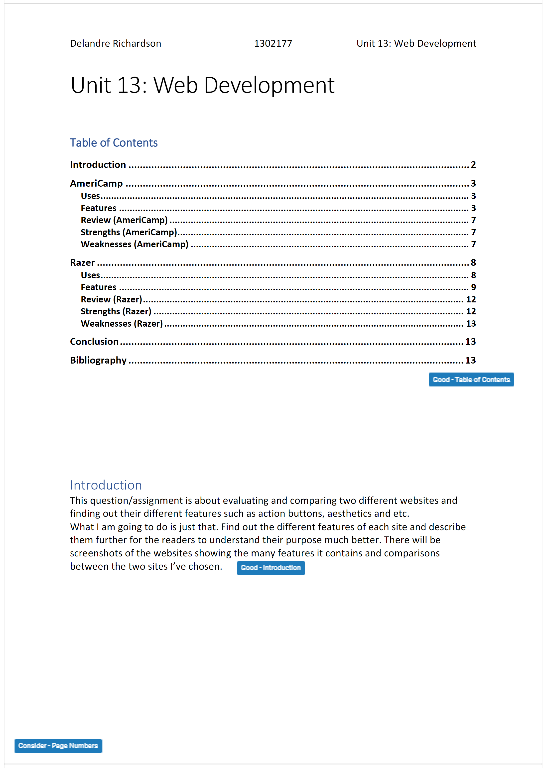 Delandre Richardson 1302177 Unit 13: Web Development
Unit 13: Web Development
Table of Contents
Introduction ........ 2
AmeriCamp ........ 3
Uses........ 3
Features ........ 3
Review (AmeriCamp) ........ 7
Strengths (AmeriCamp)........ 7
Weaknesses (AmeriCamp) ........ 7
Razer ........ 8
Uses........ 8
Features ........ 9
Review (Razer)........ 12
Strengths (Razer) ........ 12
Weaknesses (Razer) ........ 13
Conclusion........ 13
Bibliography ........ 13
Good - Table of Contents
Introduction
This question/assignment is about evaluating and comparing two different websites and
finding out their different features such as action buttons, aesthetics and etc.
What I am going to do is just that. Find out the different features of each site and describe
them further for the readers to understand their purpose much better. There will be
screenshots of the websites showing the many features it contains and comparisons
between the two sites I've chosen. Good - Introduction
Consider - Page Numbers